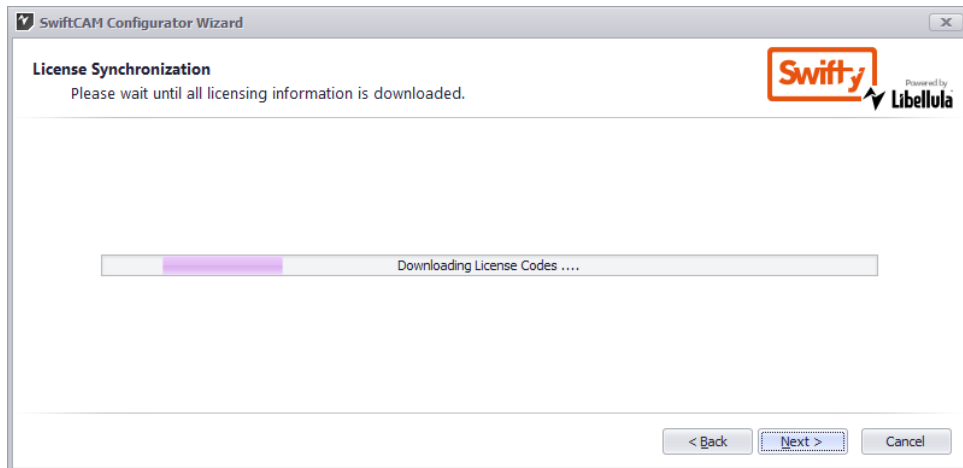 SwiftCAM Configurator Wizard
License Synchronization
Please wait until all licensing information is downloaded.
Swifty
Powered by
Libellula
Downloading License Codes ....
< Back
Next >
Cancel